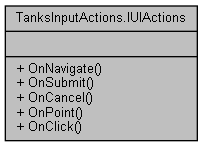 TanksInputActions.IUIActions
+ OnNavigate()
+ OnSubmit()
+ OnCancel()
+ OnPoint()
+ OnClick()